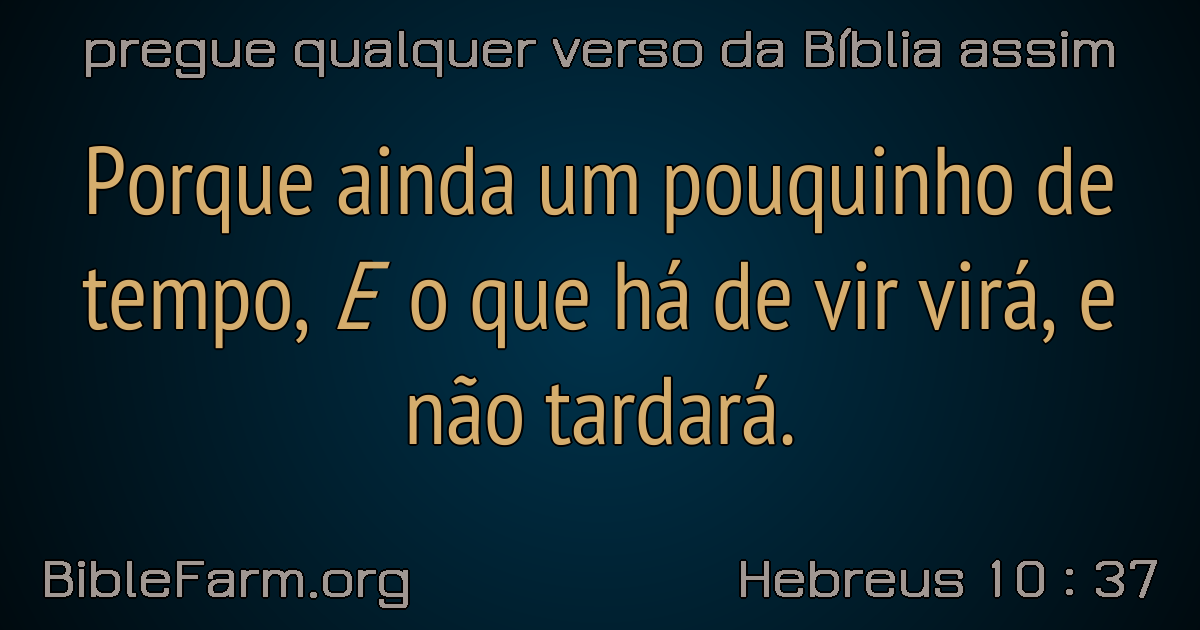 pregue qualquer verso da Bíblia assim
Porque ainda um pouquinho de
tempo, E o que há de vir virá, e
não tardará.
BibleFarm.org
Hebreus 10 : 37